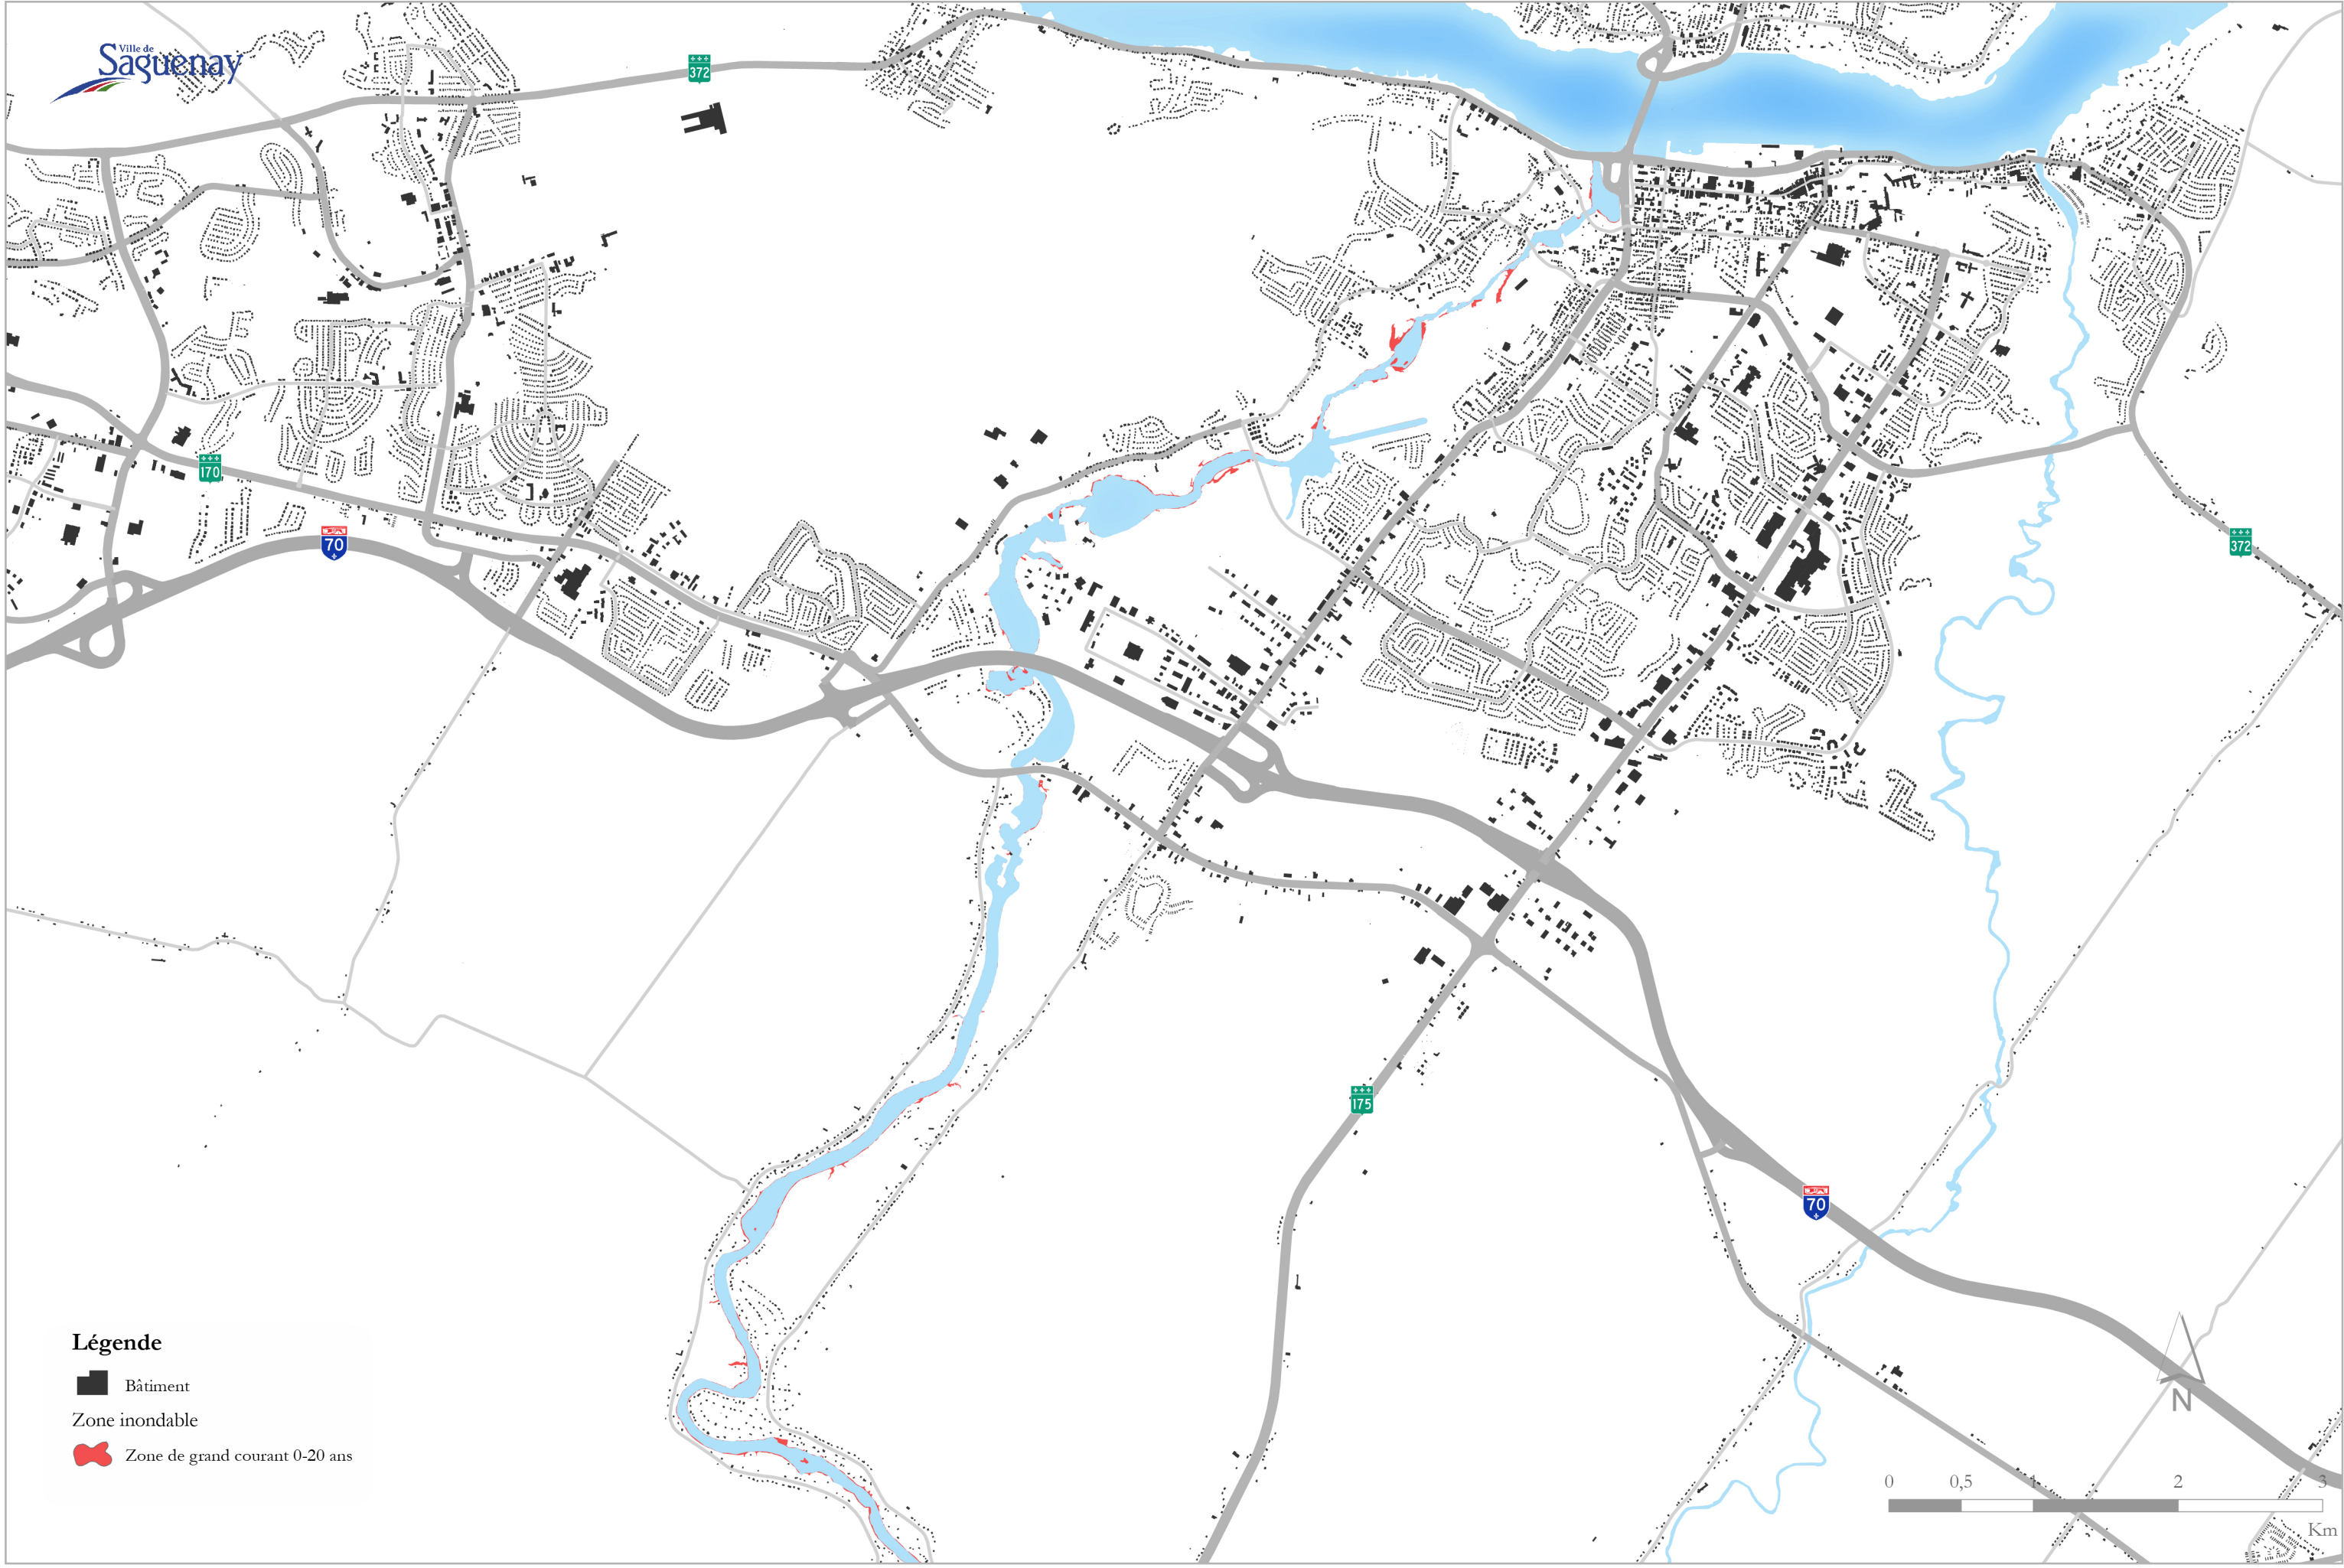 Ville de
Saguenay
372
170
70
372
175
70
Légende
Bâtiment
Zone inondable
Zone de grand courant 0-20 ans
N
0 0,5 1 2 3
Km